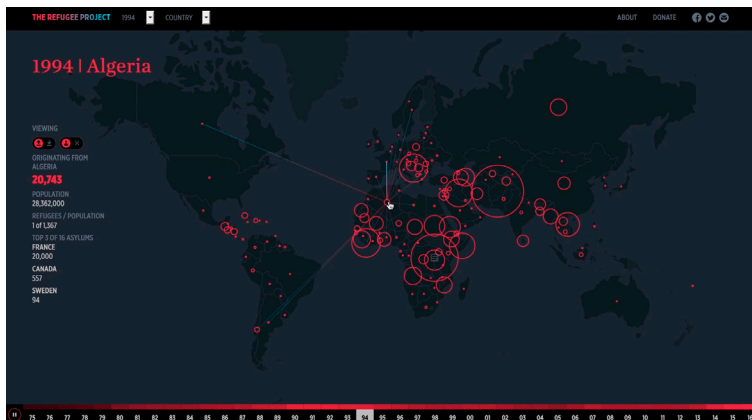 THE REFUGEE PROJECT 1994 COUNTRY ABOUT DONATE
1994 | Algeria
VIEWING
ORIGINATING FROM
ALGERIA
20,743
POPULATION
28,362,000
REFUGEES / POPULATION
1 of 1,367
TOP 3 OF 16 ASYLUMS
FRANCE
20,000
CANADA
557
SWEDEN
94
75 76 77 78 79 80 81 82 83 84 85 86 87 88 89 90 91 92 93 94 95 96 97 98 99 00 01 02 03 04 05 06 07 08 09 10 11 12 13 14 15